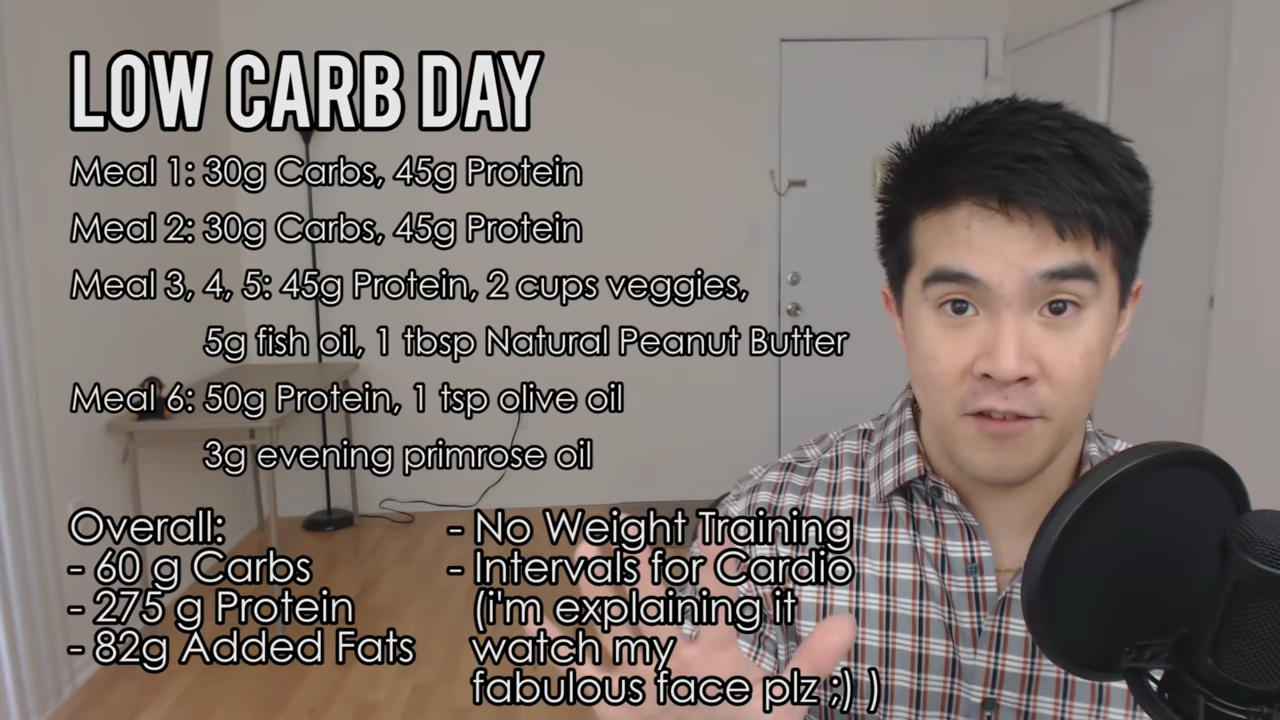 LOW CARB DAY
Meal 1: 30g Carbs, 45g Protein
Meal 2: 30g Carbs, 45g Protein
Meal 3, 4, 5: 45g Protein, 2 cups veggies,
5g fish oil, 1 tbsp Natural Peanut Butter
Meal 6: 50g Protein, 1 tsp olive oil
3g evening primrose oil
Overall:
- 60 g Carbs
- 275 g Protein
- 82g Added Fats
- No Weight Training
- Intervals for Cardio
(i'm explaining it
watch my
fabulous face plz ;) )